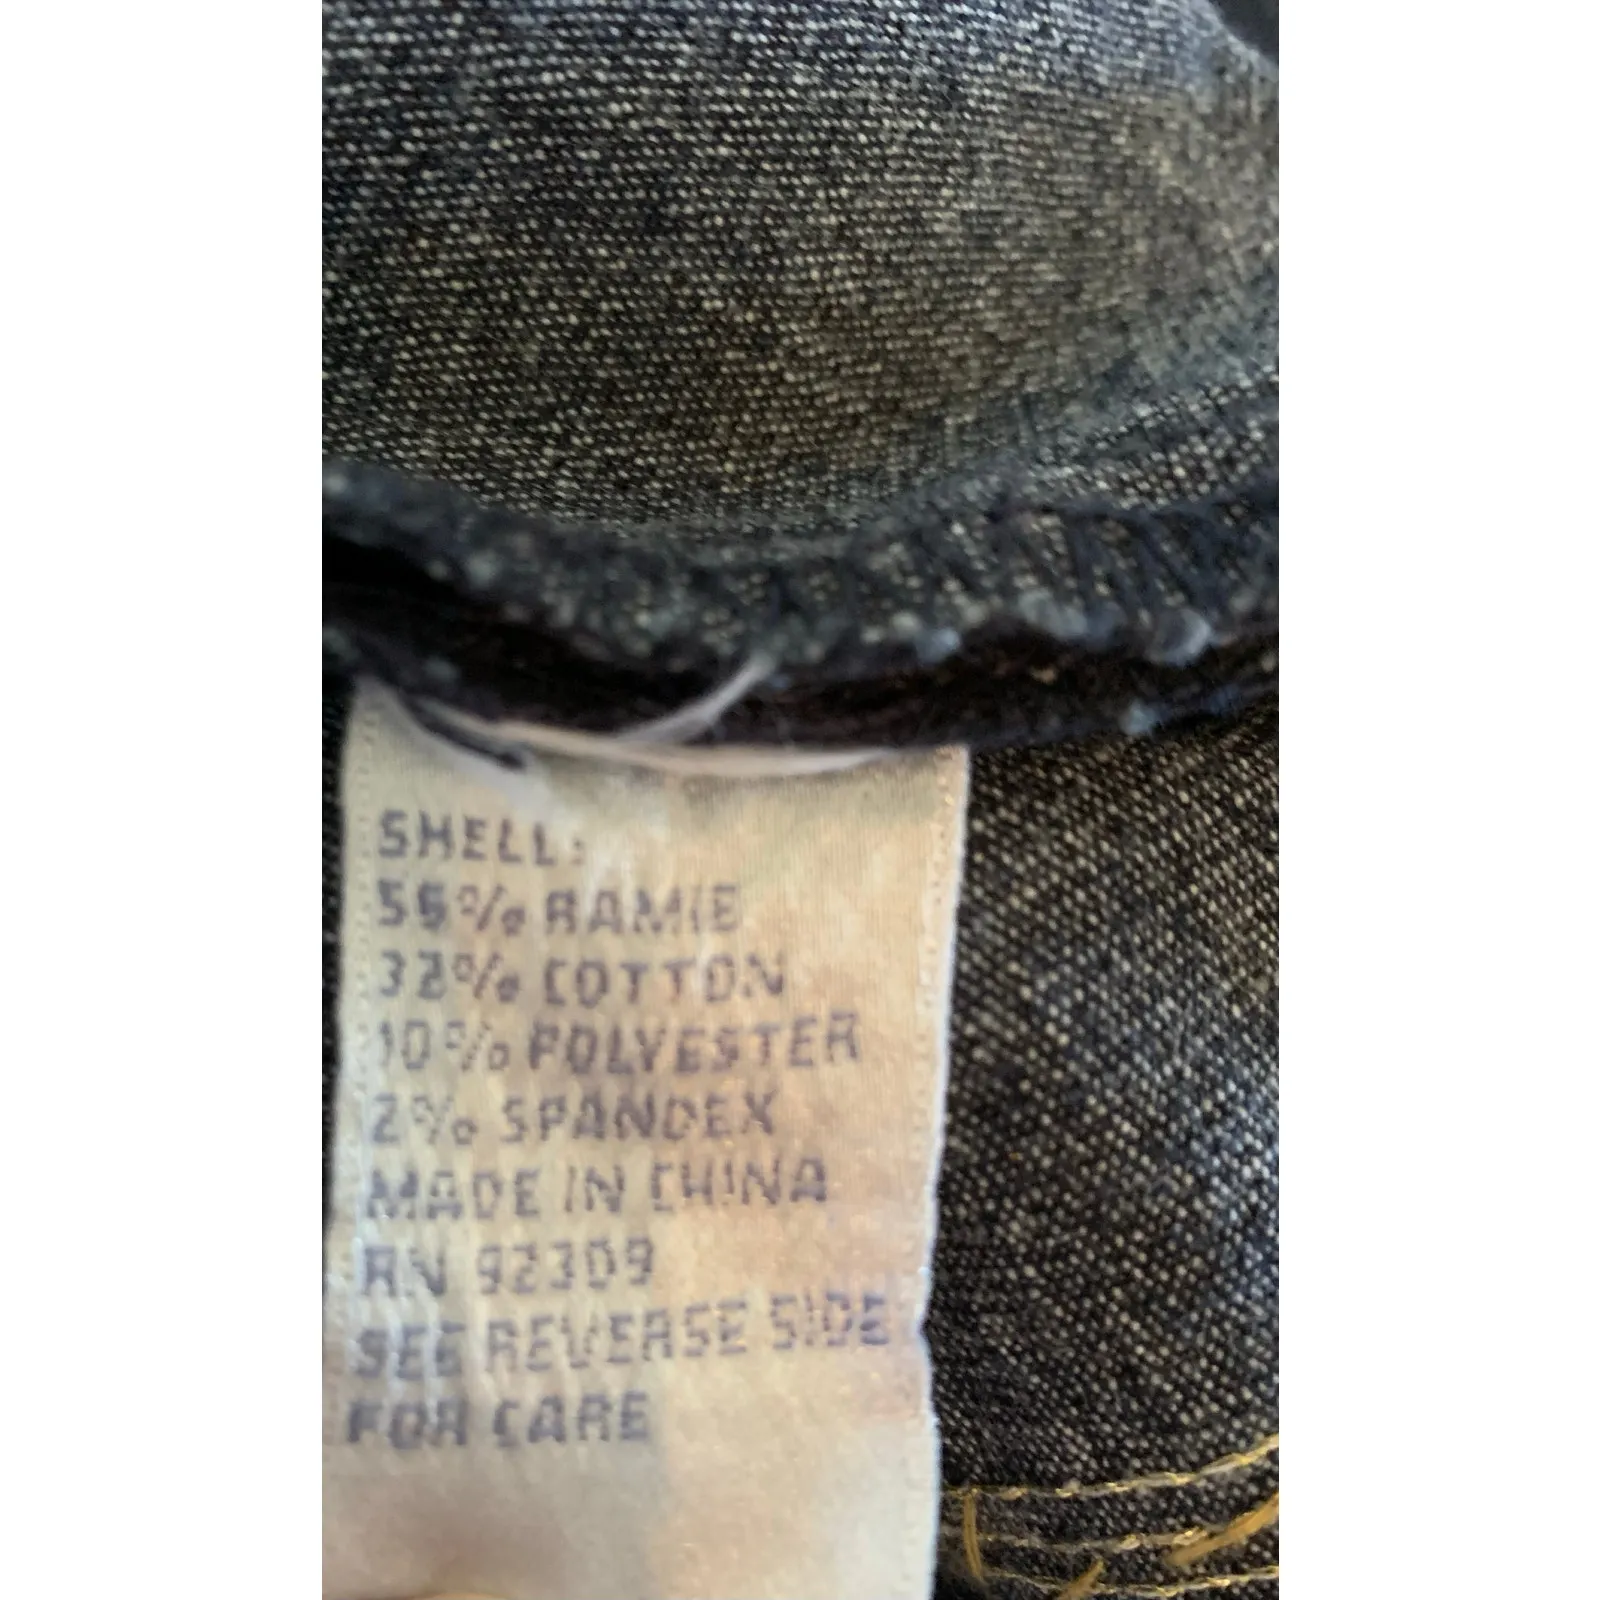 SHELL:
56% RAMIE
32% COTTON
10% POLYESTER
2% SPANDEX
MADE IN CHINA
RN 92309
SEE REVERSE SIDE
FOR CARE